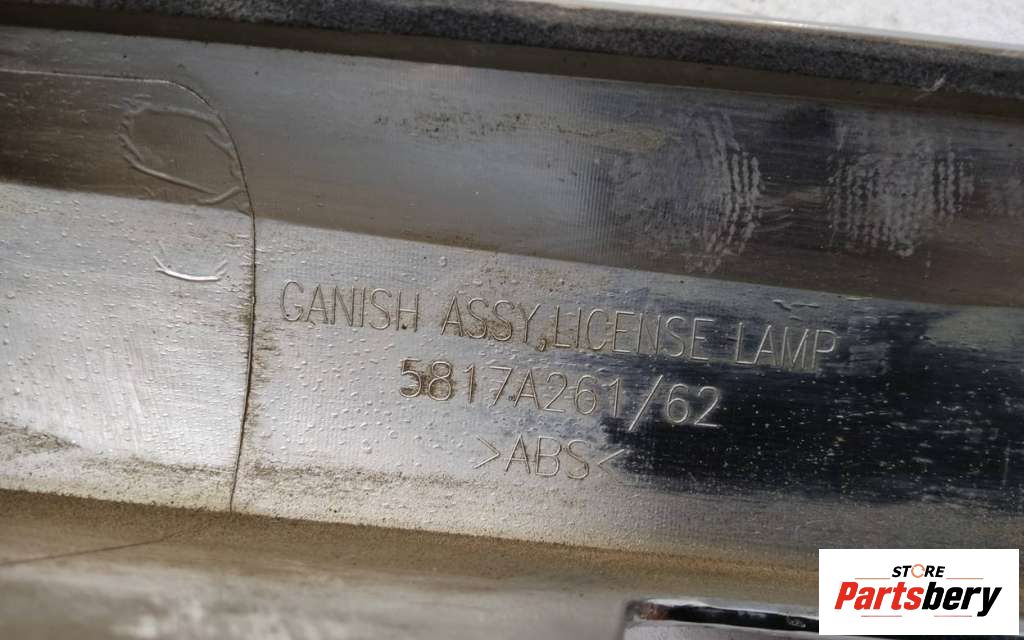 GANISH ASSY,LICENSE LAMP
5817A261/62
>ABS<
STORE
Partsbery